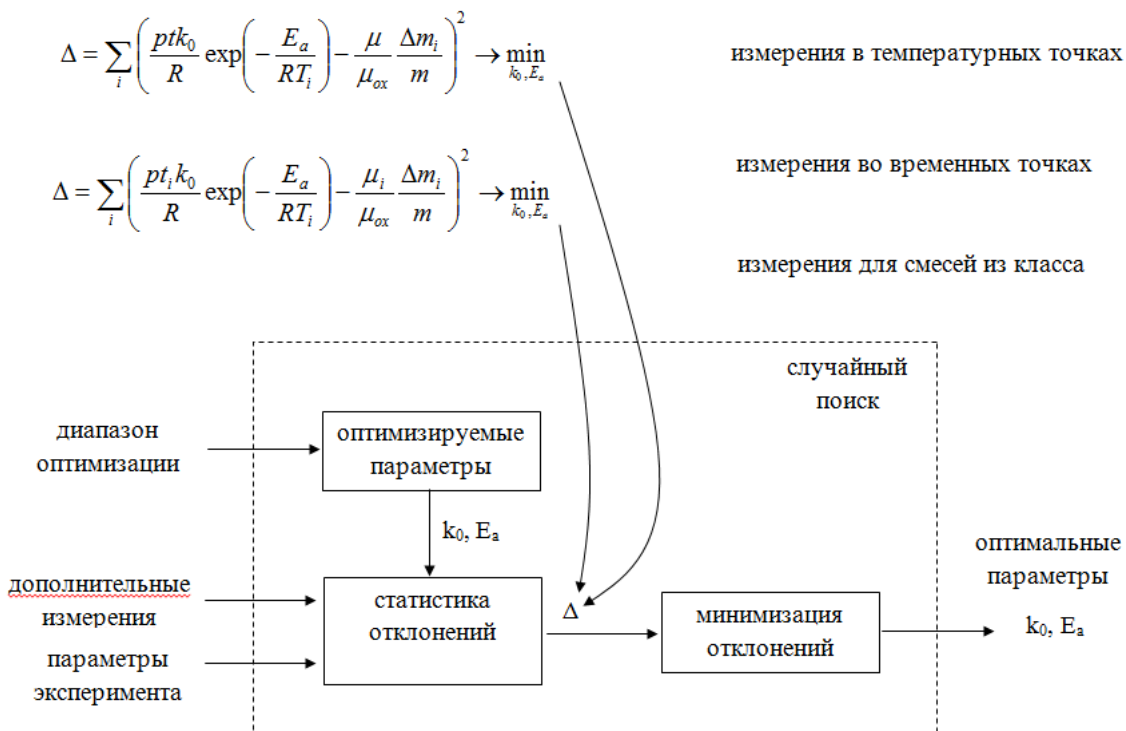 Δ = ∑_i ( (p t k_0 / R) exp( − E_a / (R T_i) ) − (μ / μ_ox) (Δm_i / m) )^2 → min_{k_0, E_a}
измерения в температурных точках
Δ = ∑_i ( (p t_i k_0 / R) exp( − E_a / (R T_i) ) − (μ_i / μ_ox) (Δm_i / m) )^2 → min_{k_0, E_a}
измерения во временных точках
измерения для смесей из класса
случайный
поиск
диапазон
оптимизации
оптимизируемые
параметры
k₀, Eₐ
дополнительные
измерения
параметры
эксперимента
статистика
отклонений
Δ
минимизация
отклонений
оптимальные
параметры
k₀, Eₐ